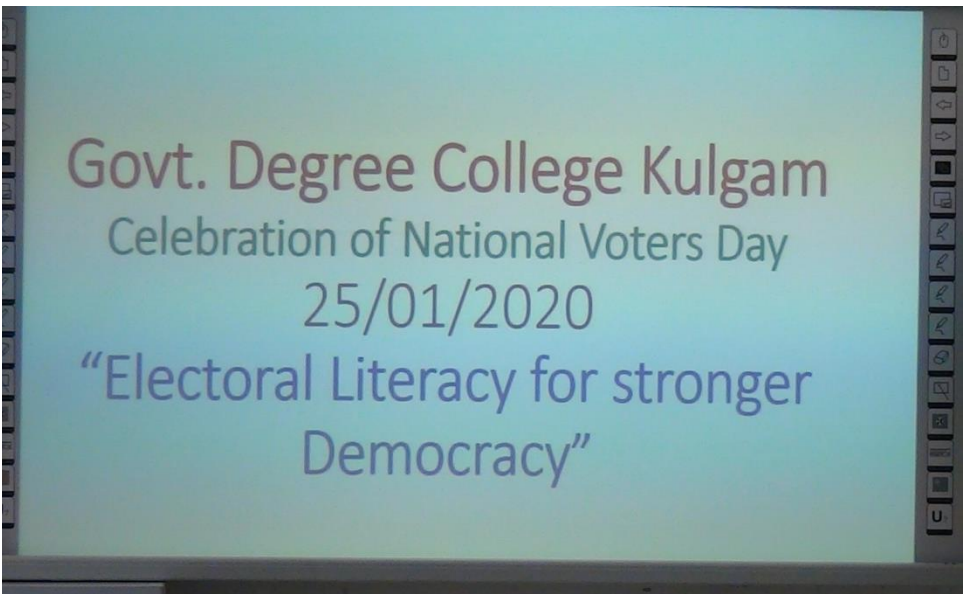 Govt. Degree College Kulgam
Celebration of National Voters Day
25/01/2020
“Electoral Literacy for stronger
Democracy”